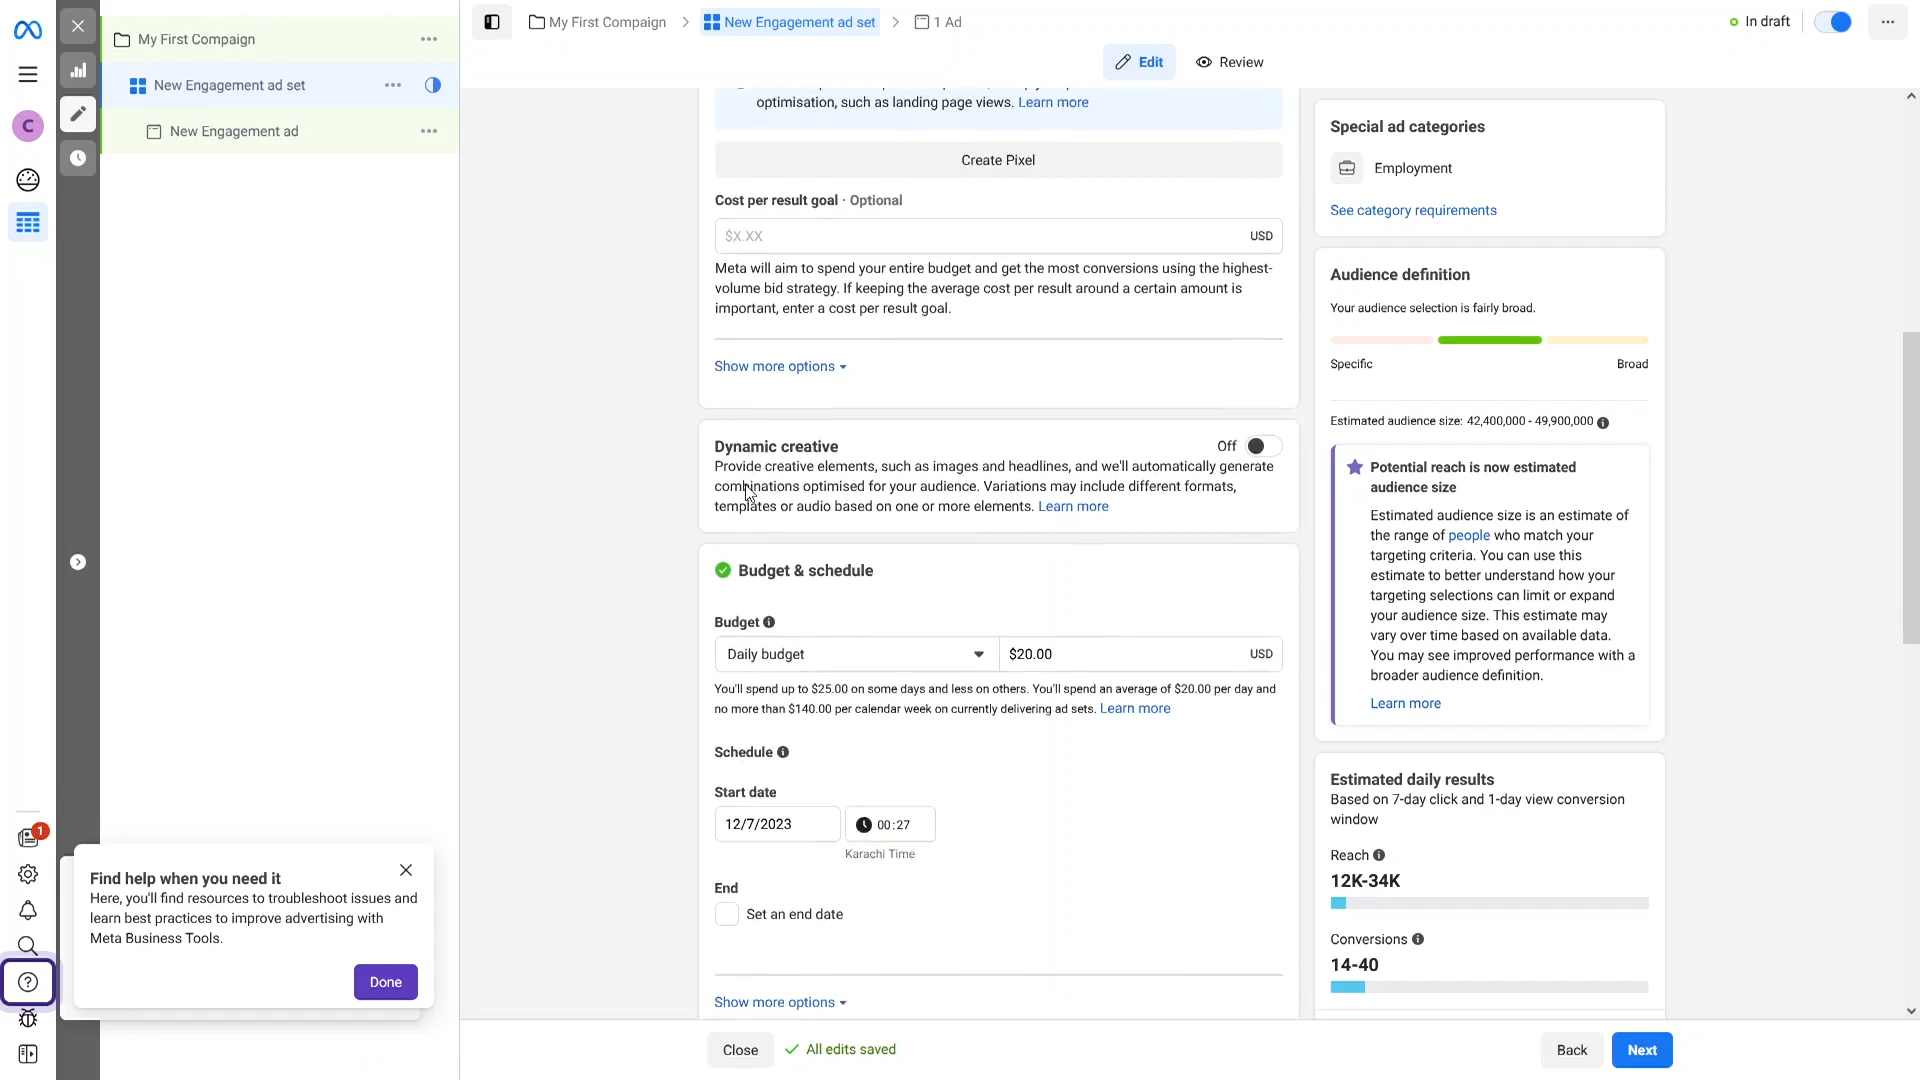 My First Compaign
New Engagement ad set
New Engagement ad
C
1
Find help when you need it
Here, you'll find resources to troubleshoot issues and
learn best practices to improve advertising with
Meta Business Tools.
Done
My First Compaign
New Engagement ad set
1 Ad
In draft
Edit
Review
optimisation, such as landing page views. Learn more
Create Pixel
Cost per result goal · Optional
$X.XX
USD
Meta will aim to spend your entire budget and get the most conversions using the highest-
volume bid strategy. If keeping the average cost per result around a certain amount is
important, enter a cost per result goal.
Show more options
Dynamic creative
Off
Provide creative elements, such as images and headlines, and we'll automatically generate
combinations optimised for your audience. Variations may include different formats,
templates or audio based on one or more elements. Learn more
Budget & schedule
Budget
Daily budget
$20.00
USD
You'll spend up to $25.00 on some days and less on others. You'll spend an average of $20.00 per day and
no more than $140.00 per calendar week on currently delivering ad sets. Learn more
Schedule
Start date
12/7/2023
00:27
Karachi Time
End
Set an end date
Show more options
Close
All edits saved
Back
Next
Special ad categories
Employment
See category requirements
Audience definition
Your audience selection is fairly broad.
Specific
Broad
Estimated audience size: 42,400,000 - 49,900,000
Potential reach is now estimated
audience size
Estimated audience size is an estimate of
the range of people who match your
targeting criteria. You can use this
estimate to better understand how your
targeting selections can limit or expand
your audience size. This estimate may
vary over time based on available data.
You may see improved performance with a
broader audience definition.
Learn more
Estimated daily results
Based on 7-day click and 1-day view conversion
window
Reach
12K-34K
Conversions
14-40